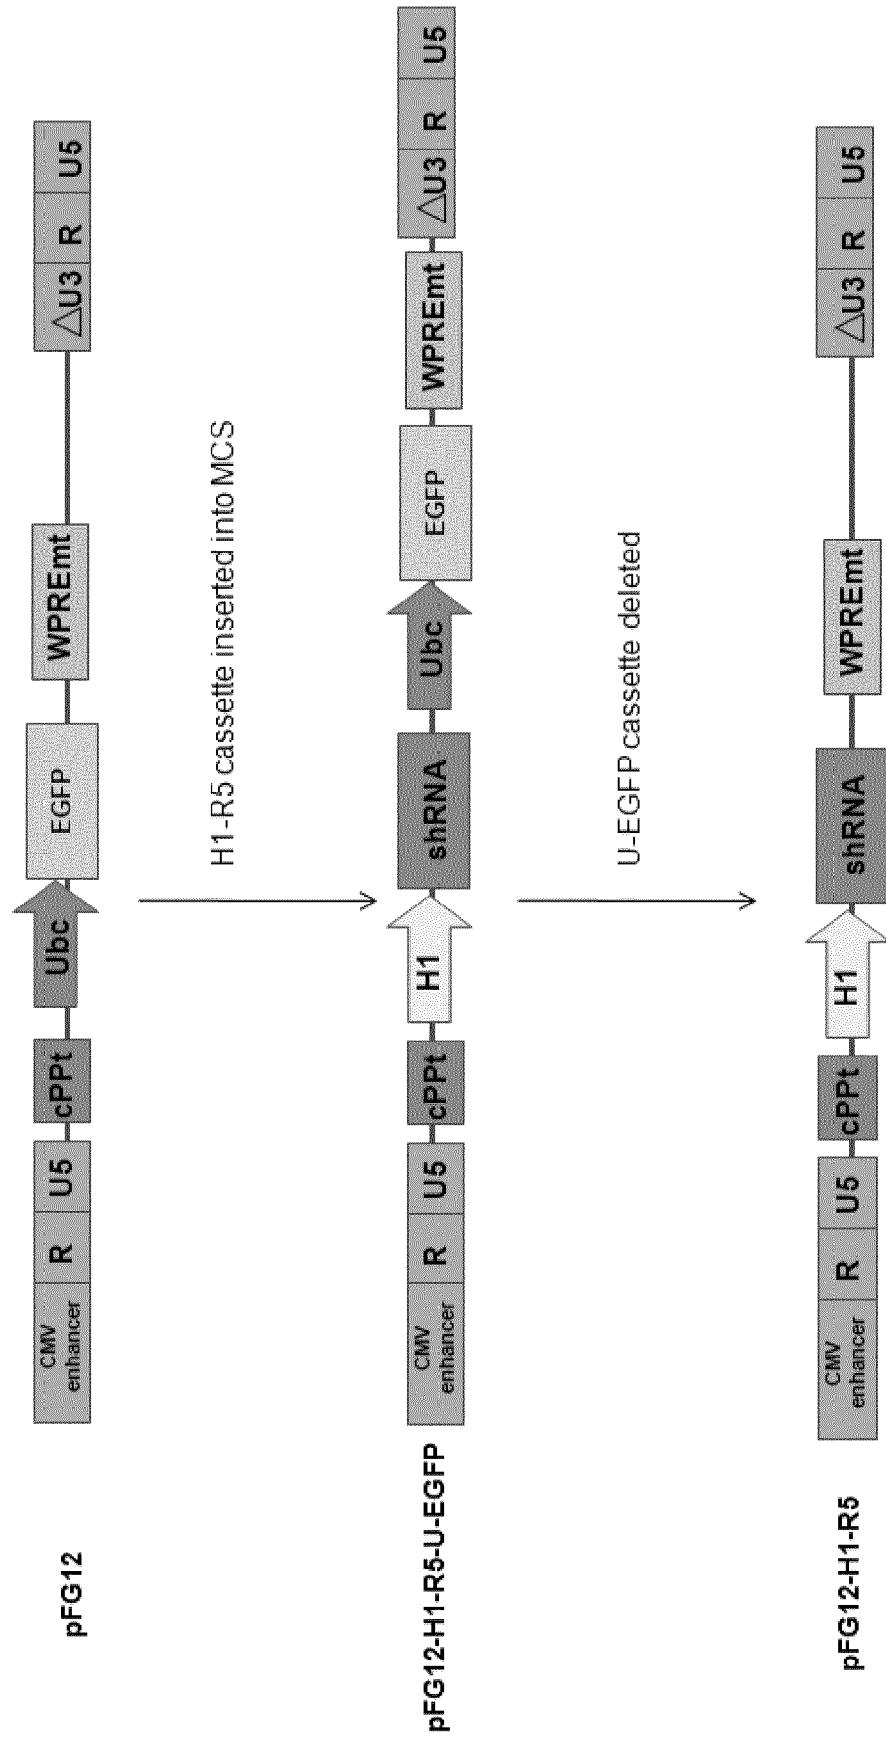 pFG12
CMV
enhancer
R
U5
cPPt
Ubc
EGFP
WPREmt
△U3
R
U5
H1-R5 cassette inserted into MCS
pFG12-H1-R5-U-EGFP
CMV
enhancer
R
U5
cPPt
H1
shRNA
Ubc
EGFP
WPREmt
△U3
R
U5
U-EGFP cassette deleted
pFG12-H1-R5
CMV
enhancer
R
U5
cPPt
H1
shRNA
WPREmt
△U3
R
U5